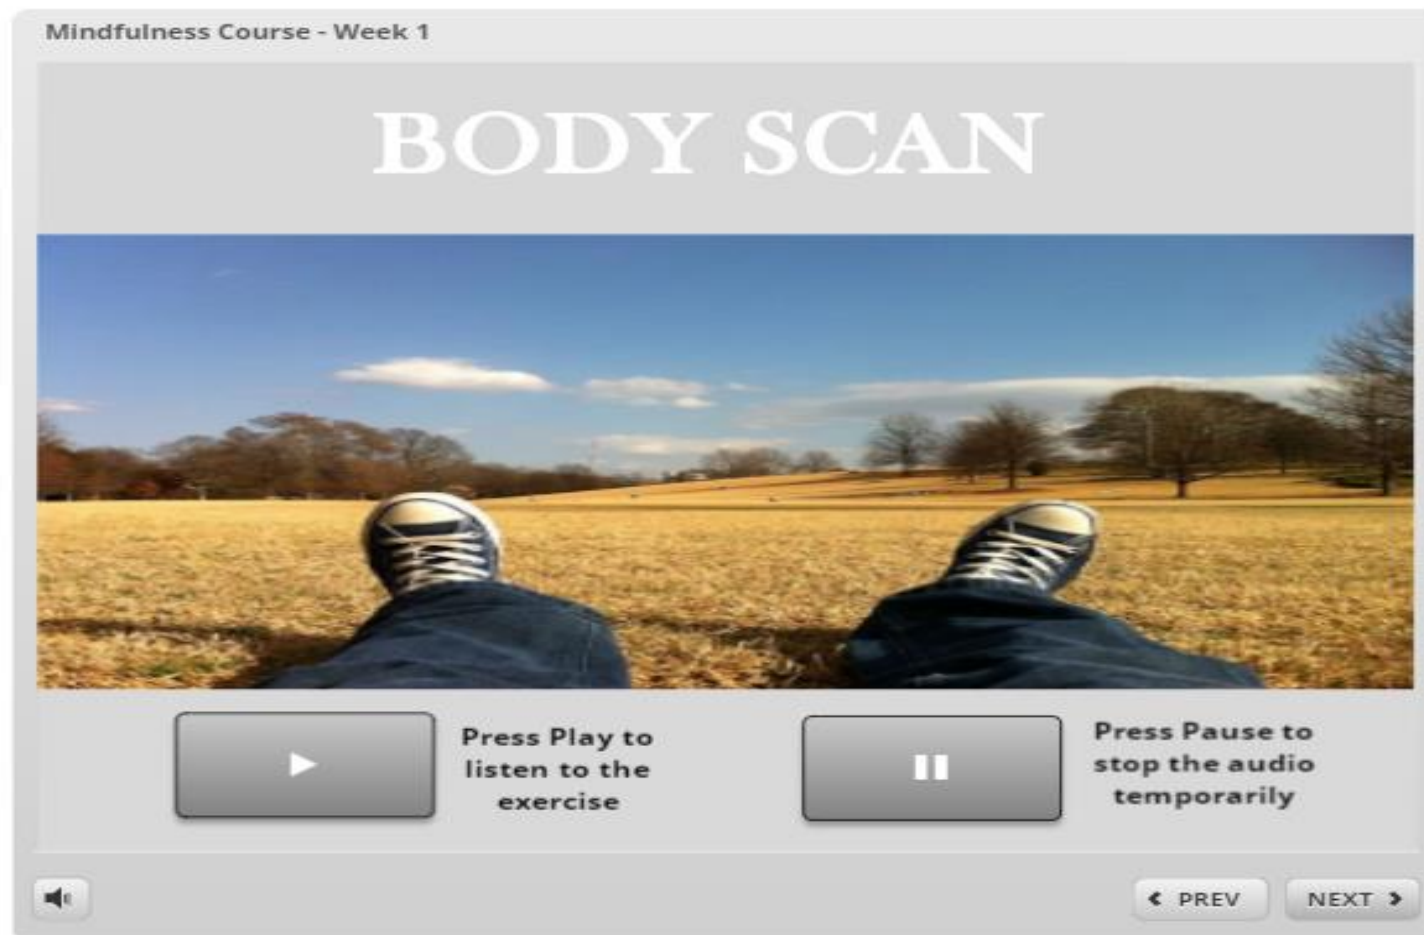 Mindfulness Course - Week 1
BODY SCAN
Press Play to
listen to the
exercise
Press Pause to
stop the audio
temporarily
PREV
NEXT